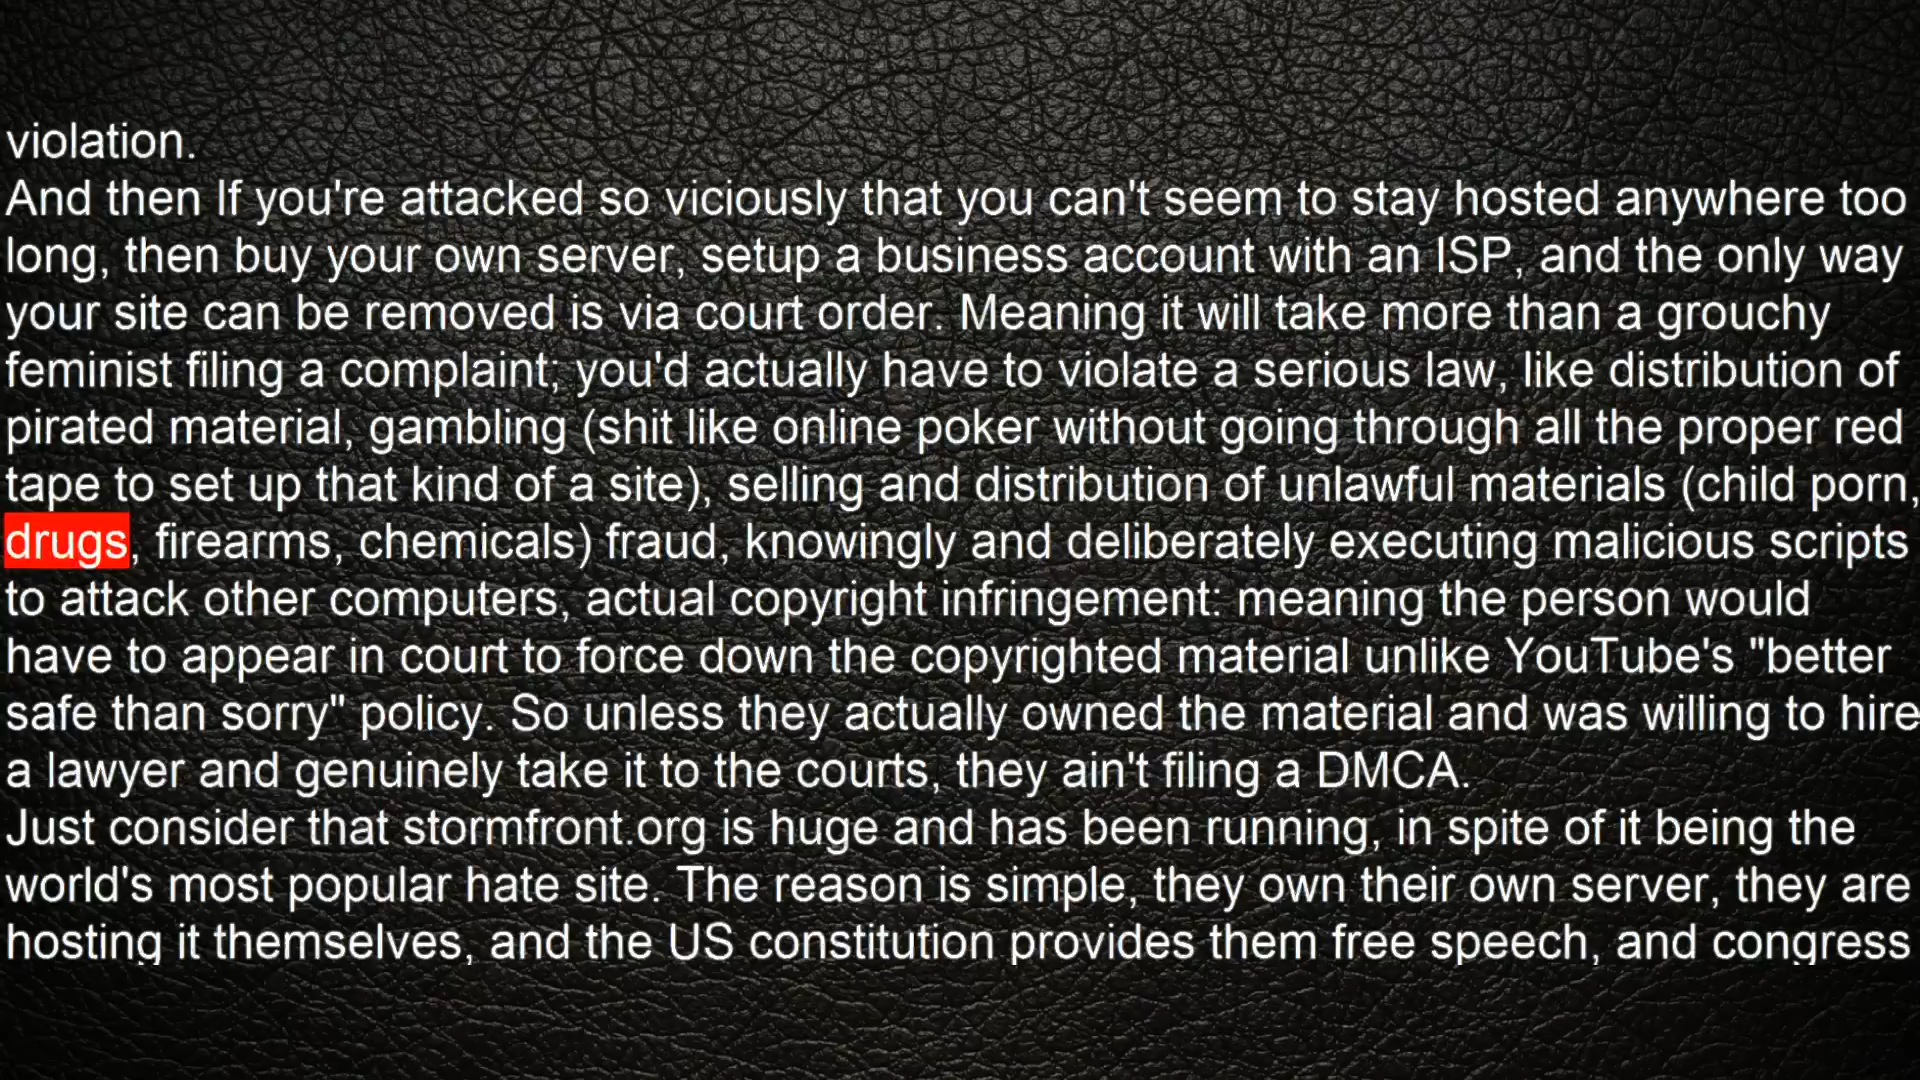 violation.
And then If you're attacked so viciously that you can't seem to stay hosted anywhere too
long, then buy your own server, setup a business account with an ISP, and the only way
your site can be removed is via court order. Meaning it will take more than a grouchy
feminist filing a complaint; you'd actually have to violate a serious law, like distribution of
pirated material, gambling (shit like online poker without going through all the proper red
tape to set up that kind of a site), selling and distribution of unlawful materials (child porn,
drugs, firearms, chemicals) fraud, knowingly and deliberately executing malicious scripts
to attack other computers, actual copyright infringement: meaning the person would
have to appear in court to force down the copyrighted material unlike YouTube's "better
safe than sorry" policy. So unless they actually owned the material and was willing to hire
a lawyer and genuinely take it to the courts, they ain't filing a DMCA.
Just consider that stormfront.org is huge and has been running, in spite of it being the
world's most popular hate site. The reason is simple, they own their own server, they are
hosting it themselves, and the US constitution provides them free speech, and congress